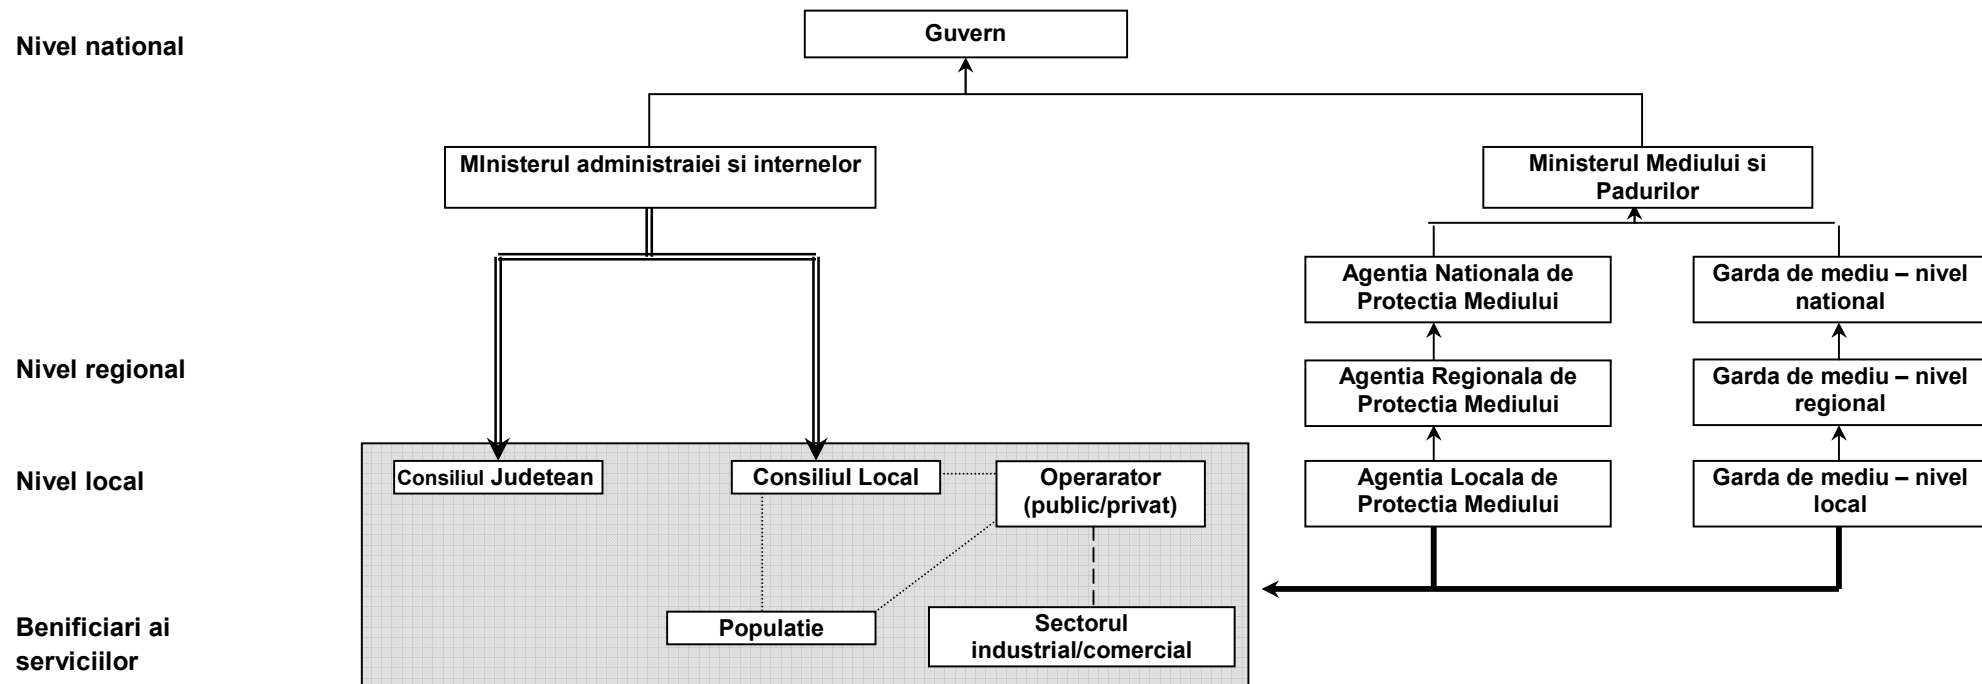 Nivel national
Guvern
MInisterul administraiei si internelor
Ministerul Mediului si
Padurilor
Agentia Nationala de
Protectia Mediului
Garda de mediu – nivel
national
Nivel regional
Agentia Regionala de
Protectia Mediului
Garda de mediu – nivel
regional
Nivel local
Consiliul Judetean
Consiliul Local
Operarator
(public/privat)
Agentia Locala de
Protectia Mediului
Garda de mediu – nivel
local
Benificiari ai
serviciilor
Populatie
Sectorul
industrial/comercial